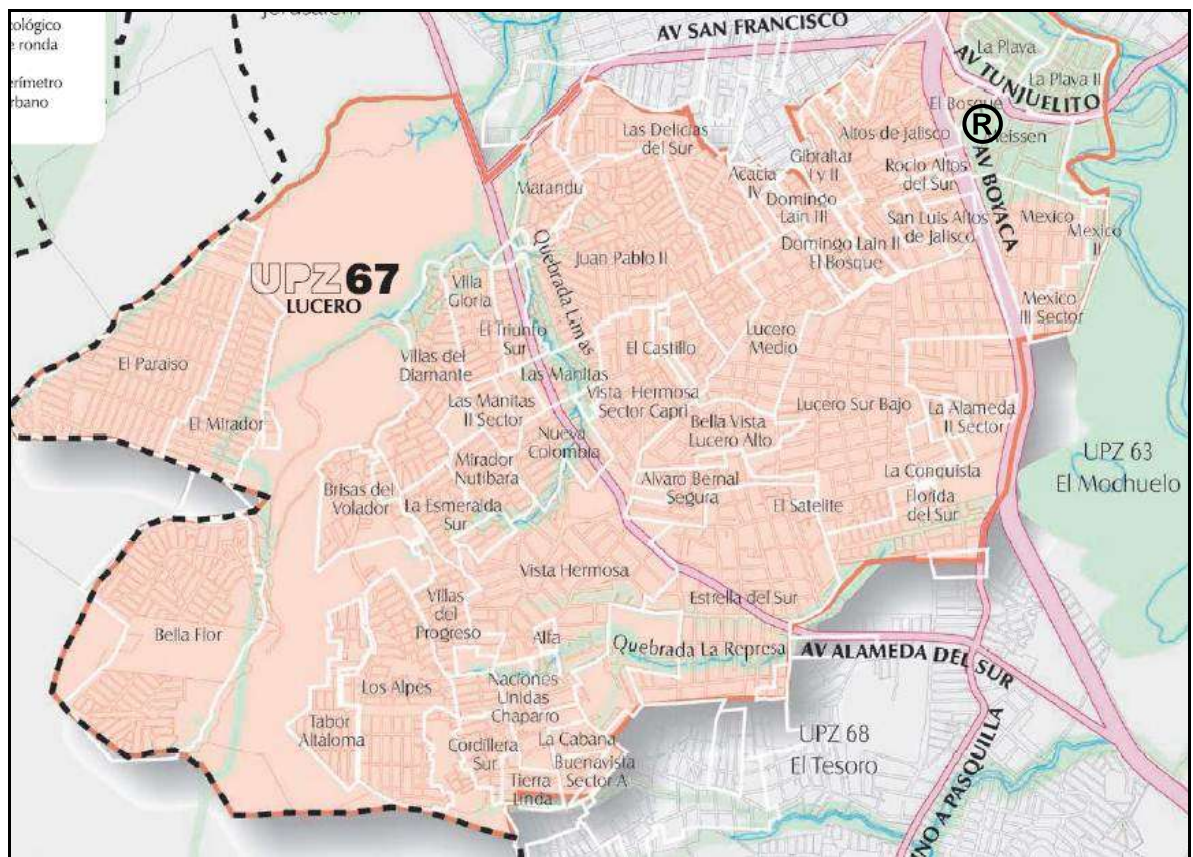 cológico
e ronda
erímetro
rbano
AV SAN FRANCISCO
La Playa
AV TUNJUELITO
La Playa II
El Bosque
®
Las Delicias
del Sur
Altos de Jalisco
AV BOYACA
Gibraltar
I y II
Acacia
IV
Rocio Altos
del Sur
Marandu
Domingo
Lain III
San Luis Altos
de Jalisco
Mexico
Mexico
II
Quebrada Limas
Juan Pablo II
Domingo Lain II
El Bosque
UPZ67
LUCERO
Villa
Gloria
Mexico
III Sector
El Triunfo
Sur
Lucero
Medio
El Castillo
El Paraiso
Villas del
Diamante
Las Manitas
Vista Hermosa
Sector Capri
Las Manitas
II Sector
Lucero Sur Bajo
La Alameda
II Sector
El Mirador
Bella Vista
Lucero Alto
Nueva
Colombia
UPZ 63
El Mochuelo
Mirador
Nutibara
Alvaro Bernal
Segura
La Conquista
Brisas del
Volador
La Esmeralda
Sur
El Satelite
Florida
del Sur
Vista Hermosa
Villas
del
Progreso
Estrella del Sur
Bella Flor
Alfa
Quebrada La Represa
AV ALAMEDA DEL SUR
Los Alpes
Naciones
Unidas
Chaparro
Tabor
Altaloma
La Cabana
Cordillera
Sur
Buenavista
Sector A
Tierra
Linda
UPZ 68
El Tesoro
NO A PASQUILLA